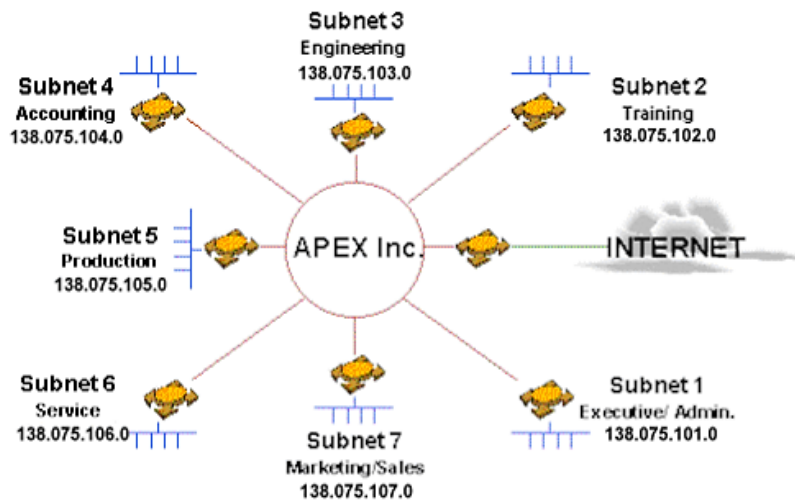 Subnet 3
Engineering
138.075.103.0
Subnet 4
Accounting
138.075.104.0
Subnet 2
Training
138.075.102.0
Subnet 5
Production
138.075.105.0
APEX Inc.
INTERNET
Subnet 6
Service
138.075.106.0
Subnet 7
Marketing/Sales
138.075.107.0
Subnet 1
Executive/ Admin.
138.075.101.0